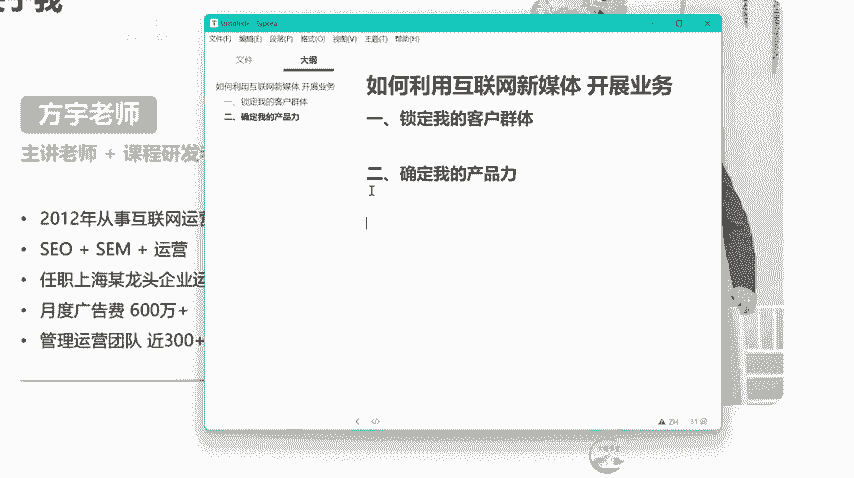 于我
方宇老师
主讲老师 + 课程研发
• 2012年从事互联网运营
• SEO + SEM + 运营
• 任职上海某龙头企业运
• 月度广告费 600万+
• 管理运营团队 近300+
文件(F) 编辑(E) 段落(P) 格式(O) 视图(V) 主题(T) 帮助(H)
文件 大纲
如何利用互联网新媒体 开展业务
一、锁定我的客户群体
二、确定我的产品力
如何利用互联网新媒体 开展业务
一、锁定我的客户群体
二、确定我的产品力
ZH